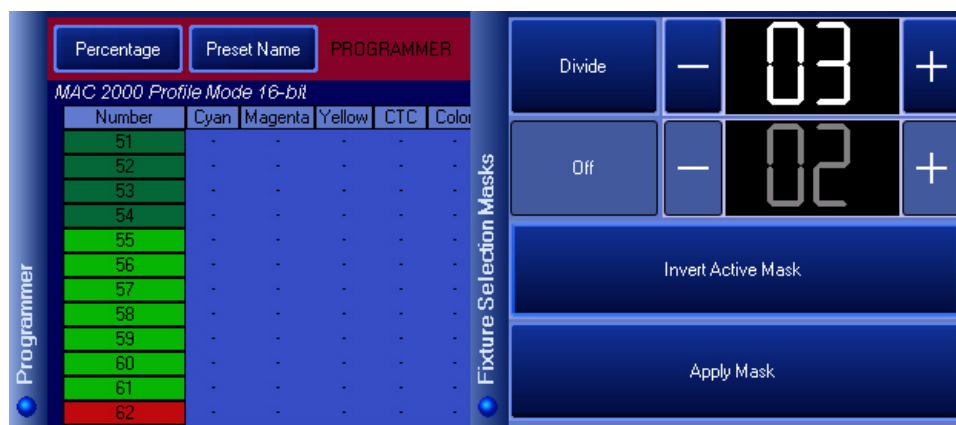 Percentage
Preset Name
PROGRAMMER
MAC 2000 Profile Mode 16-bit
Number Cyan Magenta Yellow CTC Color
51 - - - - -
52 - - - - -
53 - - - - -
54 - - - - -
55 - - - - -
56 - - - - -
57 - - - - -
58 - - - - -
59 - - - - -
60 - - - - -
61 - - - - -
62 - - - - -
Programmer
Divide — 03 +
Off — 02 +
Invert Active Mask
Apply Mask
Fixture Selection Masks